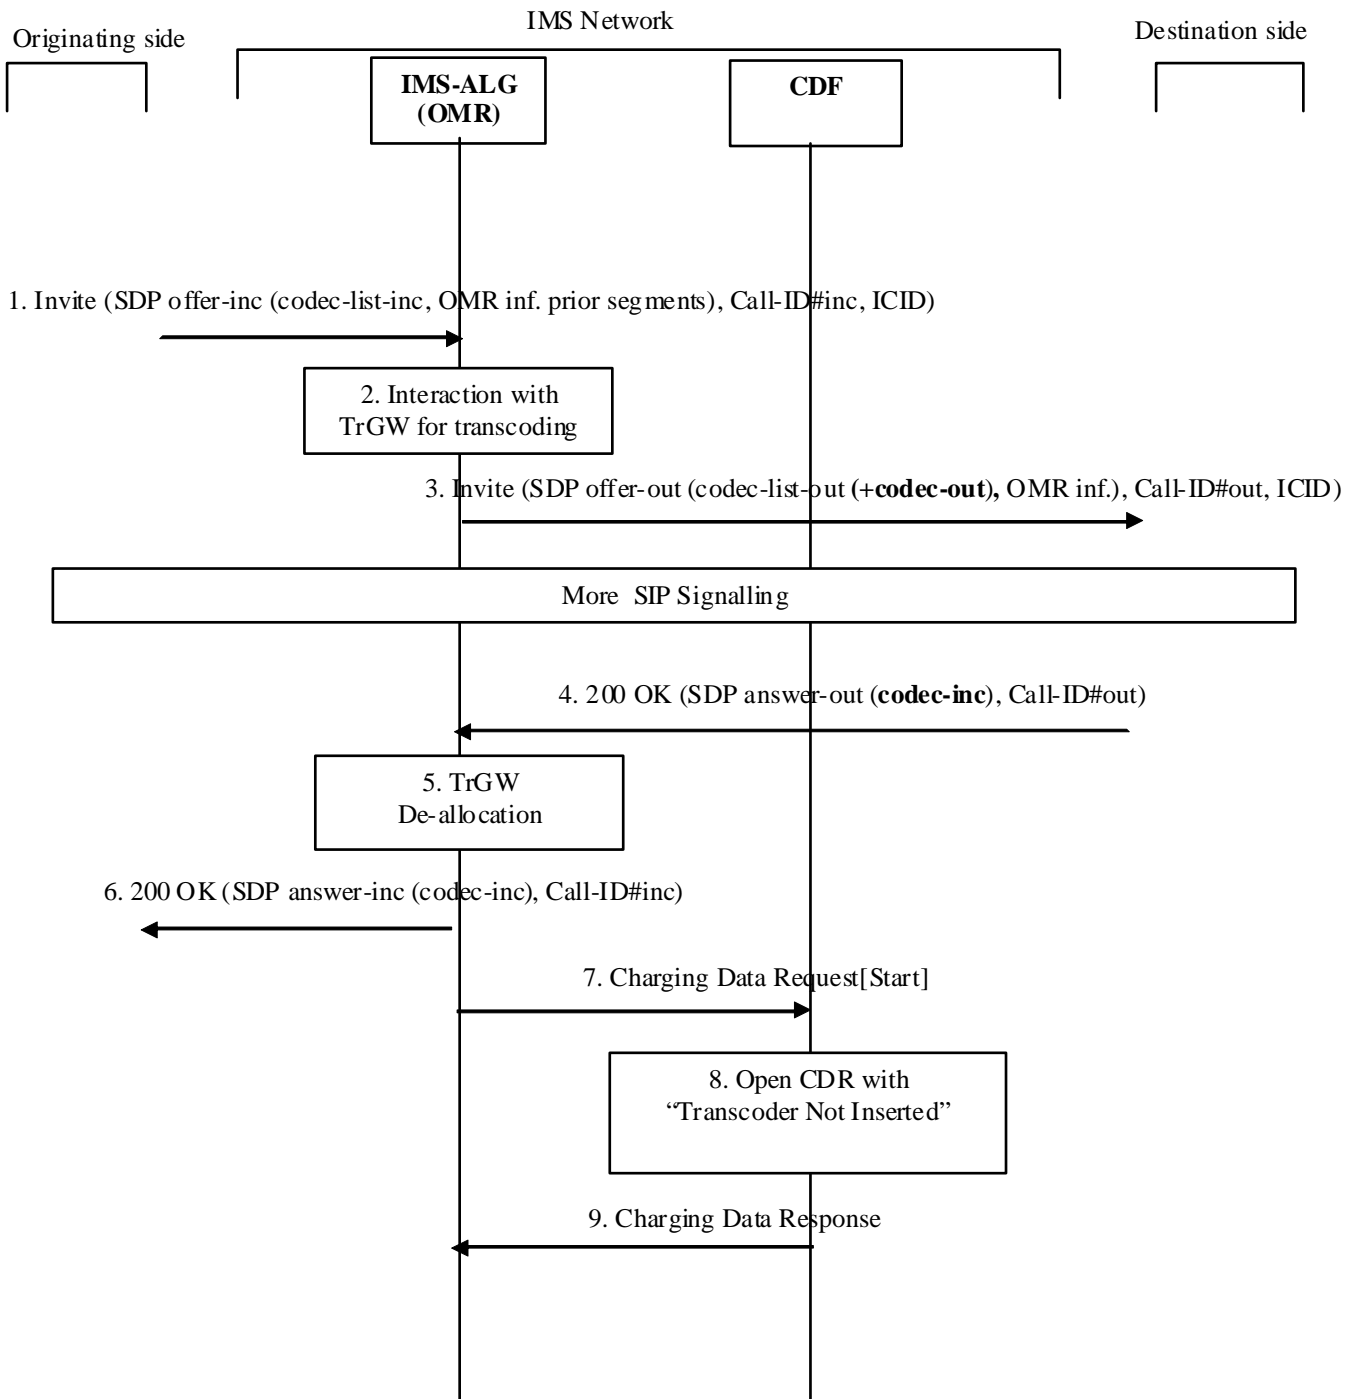 IMS Network
Originating side
Destination side
IMS-ALG
(OMR)
CDF
1. Invite (SDP offer-inc (codec-list-inc, OMR inf. prior segments), Call-ID#inc, ICID)
2. Interaction with
TrGW for transcoding
3. Invite (SDP offer-out (codec-list-out (+codec-out), OMR inf.), Call-ID#out, ICID)
More SIP Signalling
4. 200 OK (SDP answer-out (codec-inc), Call-ID#out)
5. TrGW
De-allocation
6. 200 OK (SDP answer-inc (codec-inc), Call-ID#inc)
7. Charging Data Request[Start]
8. Open CDR with
“Transcoder Not Inserted”
9. Charging Data Response